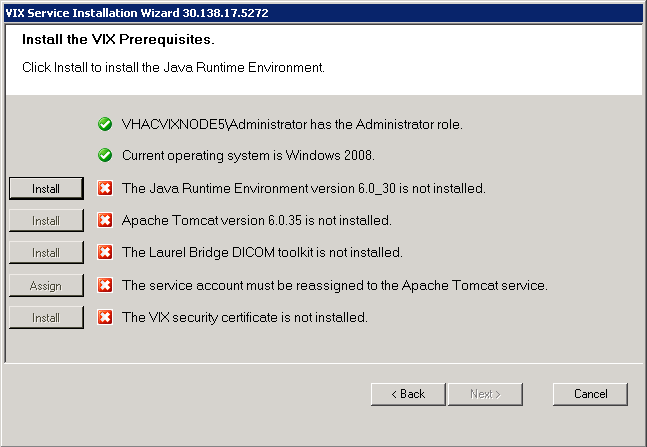 VIX Service Installation Wizard 30.138.17.5272
Install the VIX Prerequisites.
Click Install to install the Java Runtime Environment.
VHACVIXNODE5\Administrator has the Administrator role.
Current operating system is Windows 2008.
Install The Java Runtime Environment version 6.0_30 is not installed.
Install Apache Tomcat version 6.0.35 is not installed.
Install The Laurel Bridge DICOM toolkit is not installed.
Assign The service account must be reassigned to the Apache Tomcat service.
Install The VIX security certificate is not installed.
< Back Next > Cancel